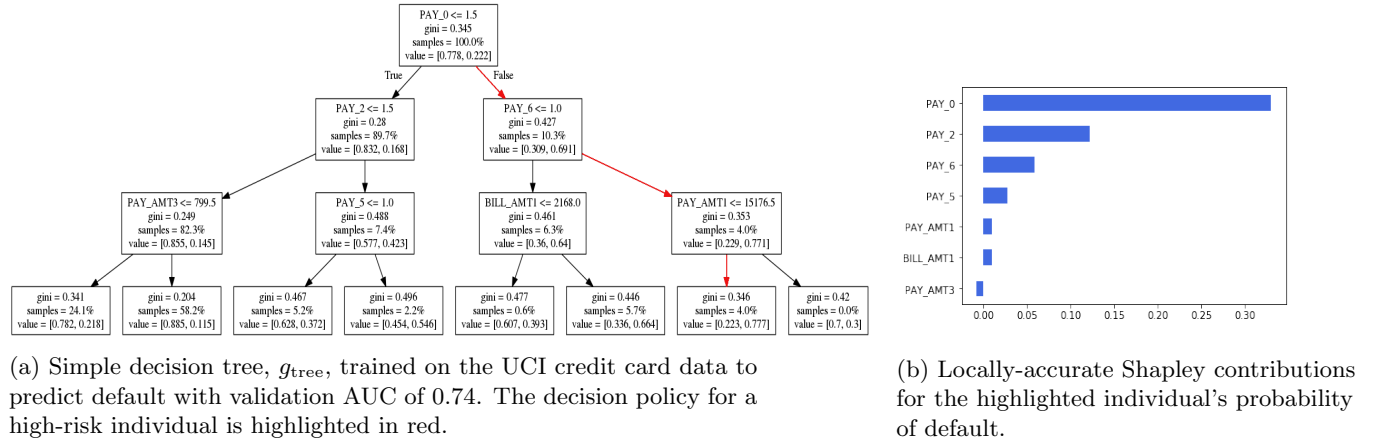 PAY_0 <= 1.5
gini = 0.345
samples = 100.0%
value = [0.778, 0.222]
True
False
PAY_2 <= 1.5
gini = 0.28
samples = 89.7%
value = [0.832, 0.168]
PAY_6 <= 1.0
gini = 0.427
samples = 10.3%
value = [0.309, 0.691]
PAY_AMT3 <= 799.5
gini = 0.249
samples = 82.3%
value = [0.855, 0.145]
PAY_5 <= 1.0
gini = 0.488
samples = 7.4%
value = [0.577, 0.423]
BILL_AMT1 <= 2168.0
gini = 0.461
samples = 6.3%
value = [0.36, 0.64]
PAY_AMT1 <= 15176.5
gini = 0.353
samples = 4.0%
value = [0.229, 0.771]
gini = 0.341
samples = 24.1%
value = [0.782, 0.218]
gini = 0.204
samples = 58.2%
value = [0.885, 0.115]
gini = 0.467
samples = 5.2%
value = [0.628, 0.372]
gini = 0.496
samples = 2.2%
value = [0.454, 0.546]
gini = 0.477
samples = 0.6%
value = [0.607, 0.393]
gini = 0.446
samples = 5.7%
value = [0.336, 0.664]
gini = 0.346
samples = 4.0%
value = [0.223, 0.777]
gini = 0.42
samples = 0.0%
value = [0.7, 0.3]
(a) Simple decision tree, g_tree, trained on the UCI credit card data to
predict default with validation AUC of 0.74. The decision policy for a
high-risk individual is highlighted in red.
PAY_0
PAY_2
PAY_6
PAY_5
PAY_AMT1
BILL_AMT1
PAY_AMT3
0.00 0.05 0.10 0.15 0.20 0.25 0.30
(b) Locally-accurate Shapley contributions
for the highlighted individual's probability
of default.